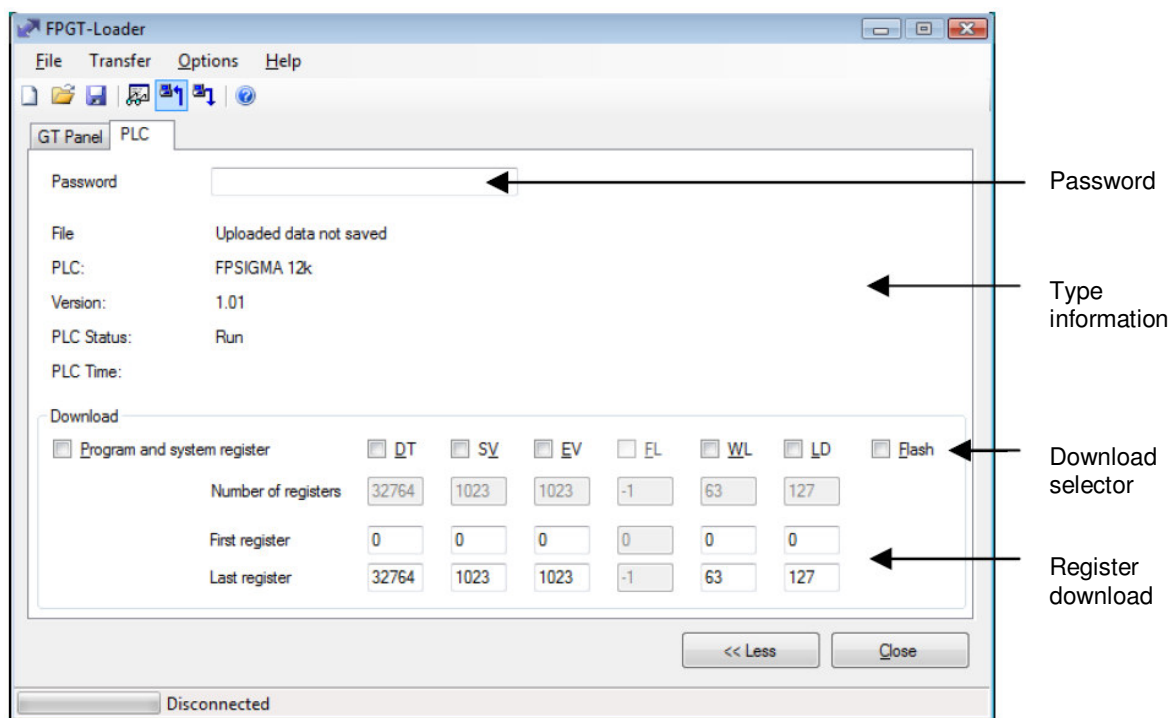 FPGT-Loader
File Transfer Options Help
GT Panel PLC
Password
Password
File Uploaded data not saved
PLC: FPSIGMA 12k
Type
information
Version: 1.01
PLC Status: Run
PLC Time:
Download
Program and system register DT SV EV FL WL LD Flash
Download
selector
Number of registers 32764 1023 1023 -1 63 127
First register 0 0 0 0 0 0
Last register 32764 1023 1023 -1 63 127
Register
download
<< Less Close
Disconnected